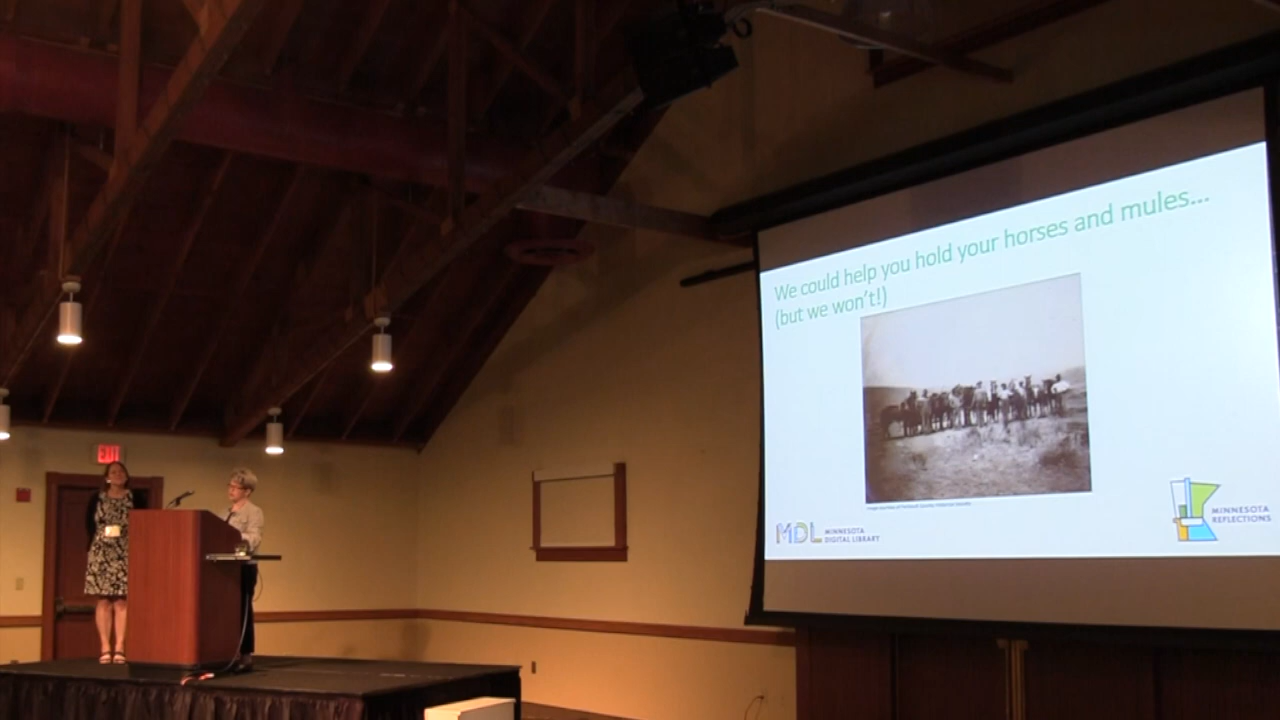 We could help you hold your horses and mules...
(but we won't!)
MDL MINNESOTA
DIGITAL LIBRARY
MINNESOTA
REFLECTIONS
EXIT